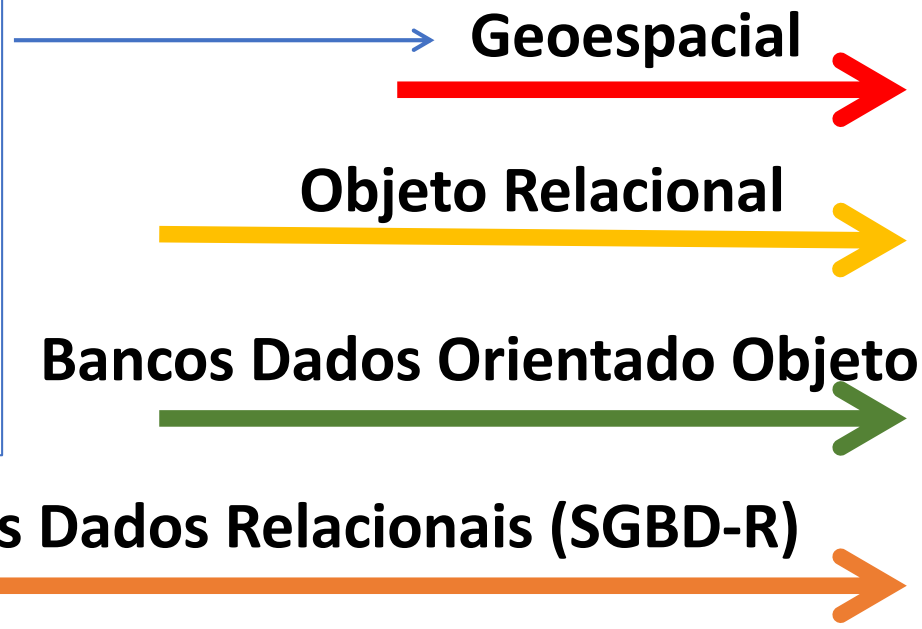 Geoespacial
Objeto Relacional
Bancos Dados Orientado Objeto
s Dados Relacionais (SGBD-R)